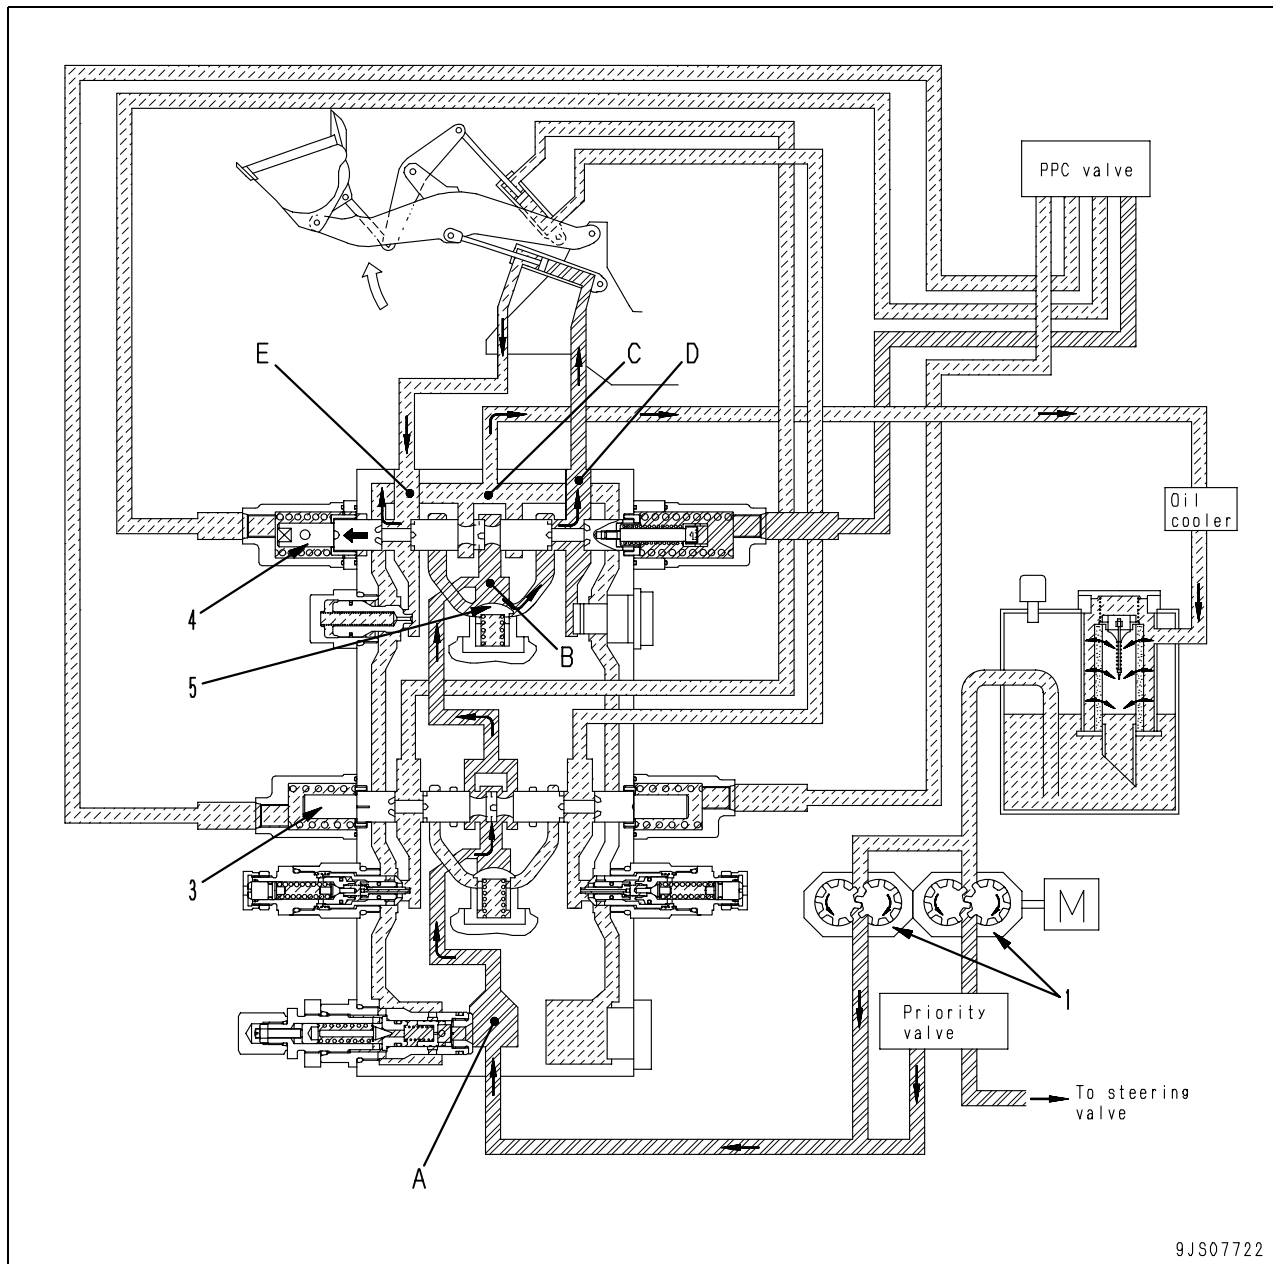 PPC valve
E
C
D
Oil
cooler
4
5
B
3
M
1
Priority
valve
To steering
valve
A
9JS07722